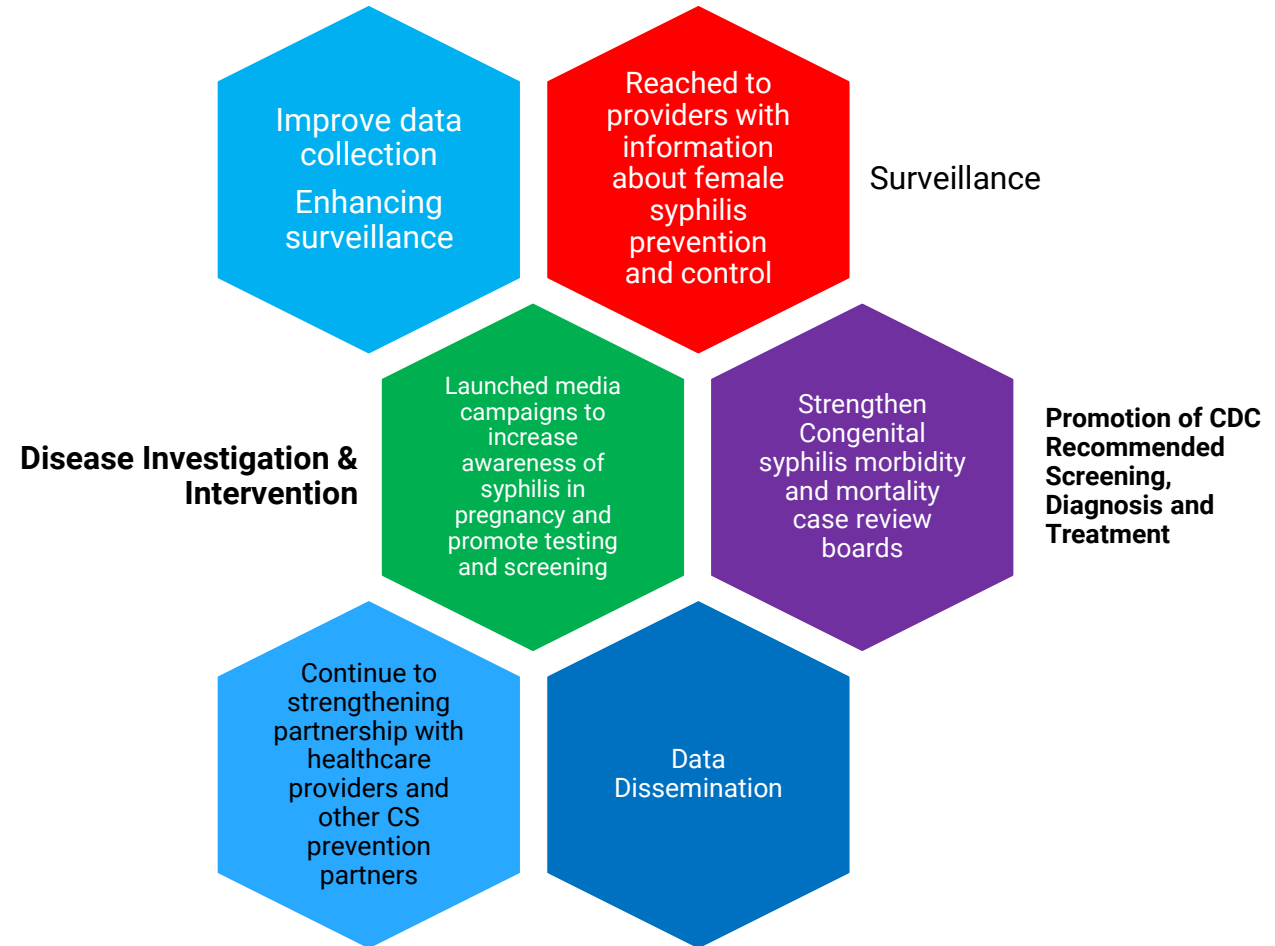 Improve data
collection
Enhancing
surveillance
Reached to
providers with
information
about female
syphilis
prevention
and control
Surveillance
Disease Investigation &
Intervention
Launched media
campaigns to
increase
awareness of
syphilis in
pregnancy and
promote testing
and screening
Strengthen
Congenital
syphilis morbidity
and mortality
case review
boards
Promotion of CDC
Recommended
Screening,
Diagnosis and
Treatment
Continue to
strengthening
partnership with
healthcare
providers and
other CS
prevention
partners
Data
Dissemination